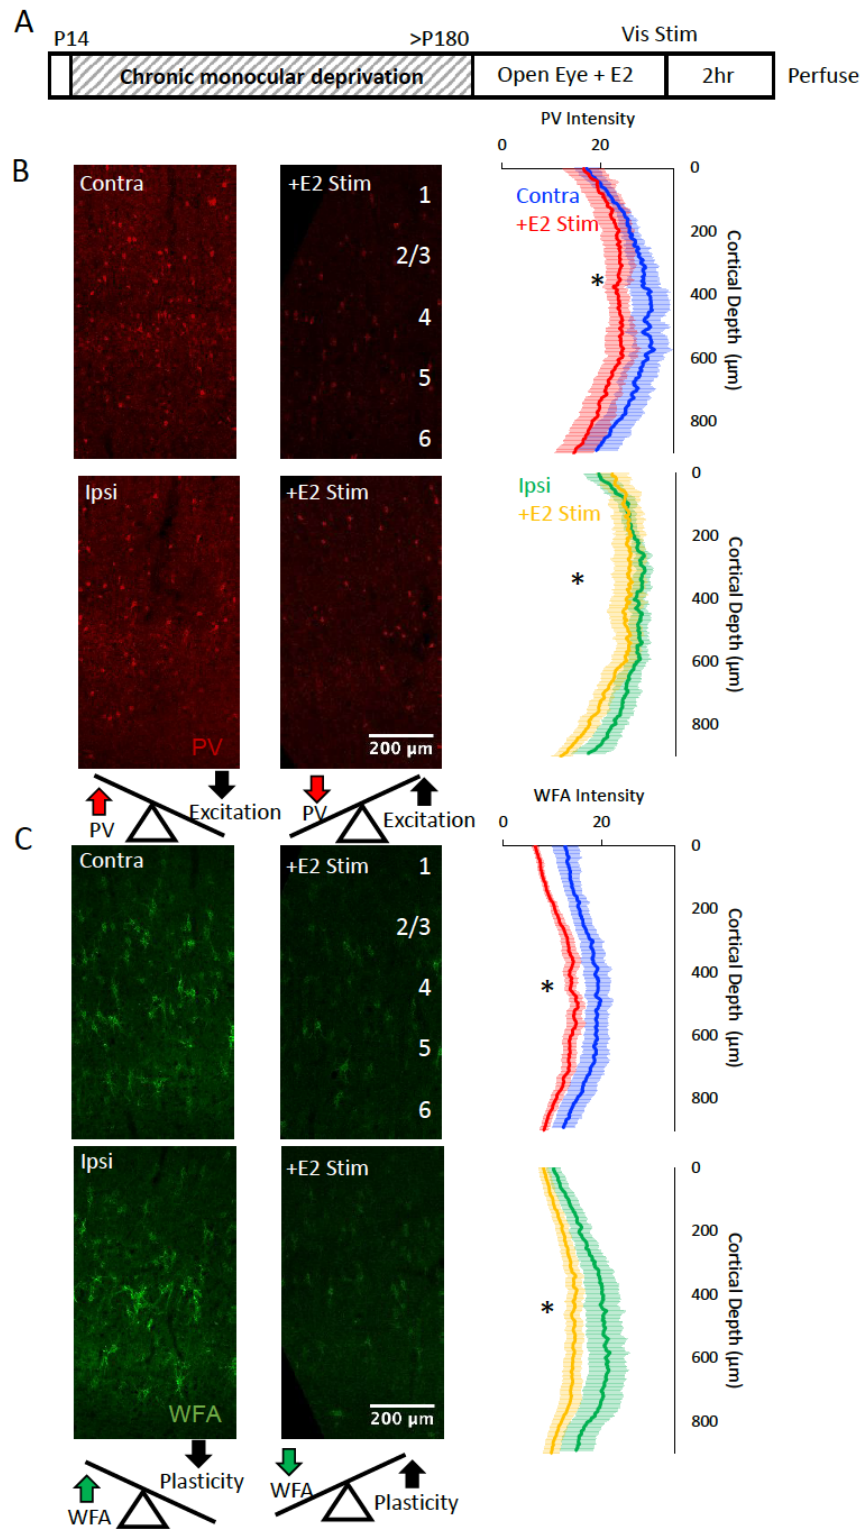 A
P14
>P180
Vis Stim
Chronic monocular deprivation
Open Eye + E2
2hr
Perfuse
B
Contra
+E2 Stim
1
2/3
4
5
6
PV Intensity
0
20
Contra
+E2 Stim
*
0
200
400
600
800
Cortical Depth (µm)
Ipsi
PV
+E2 Stim
200 µm
Ipsi
+E2 Stim
*
0
200
400
600
800
Cortical Depth (µm)
PV
Excitation
PV
Excitation
C
Contra
+E2 Stim
1
2/3
4
5
6
WFA Intensity
0
20
*
0
200
400
600
800
Cortical Depth (µm)
Ipsi
WFA
+E2 Stim
200 µm
*
0
200
400
600
800
Cortical Depth (µm)
WFA
Plasticity
WFA
Plasticity